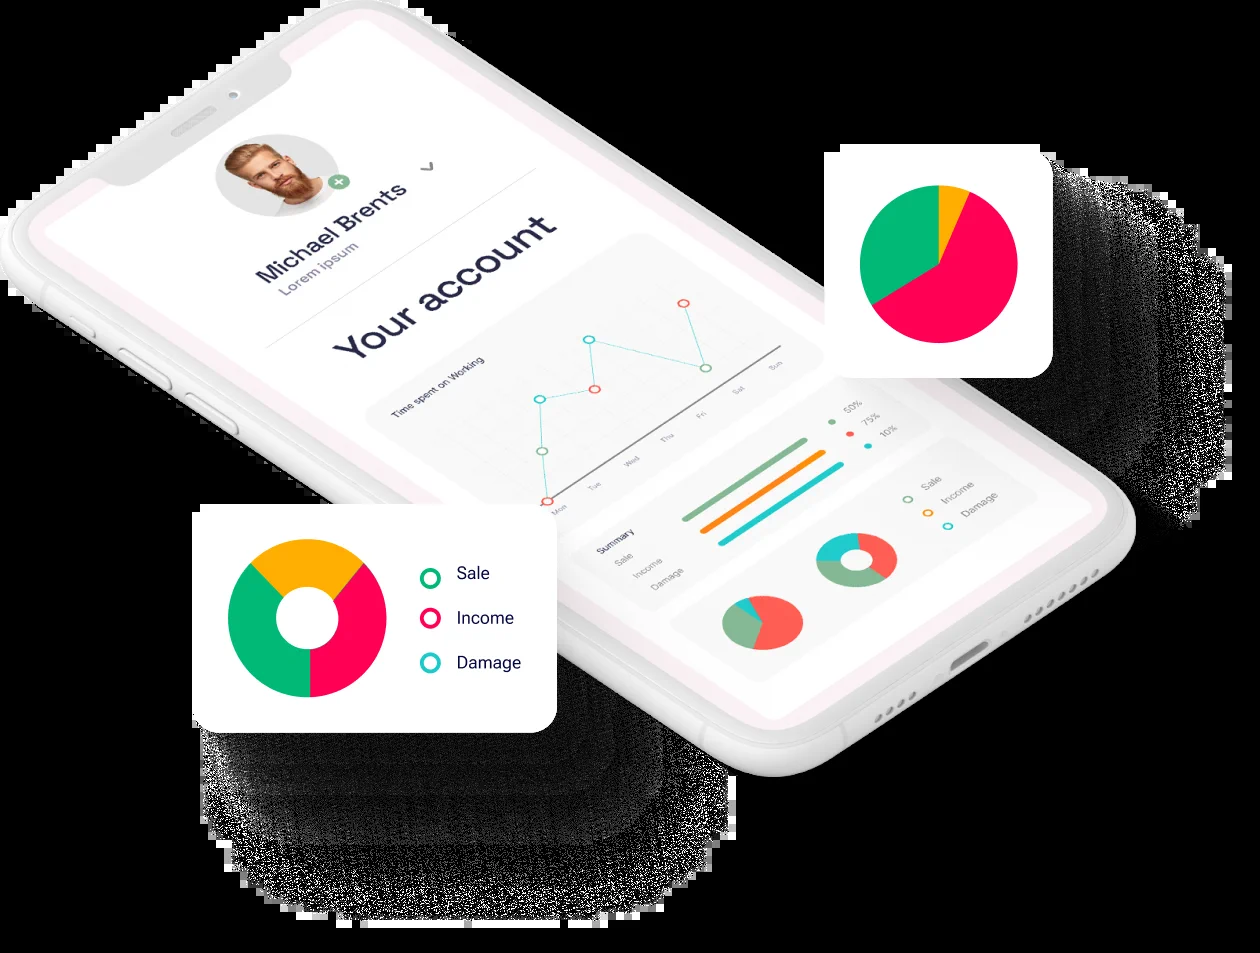 Michael Brents
Lorem ipsum
Your account
Time spent on Working
Mon
Tue
Wed
Thu
Fri
Sat
Sun
50%
75%
10%
Summary
Sale
Income
Damage
Sale
Income
Damage
Sale
Income
Damage